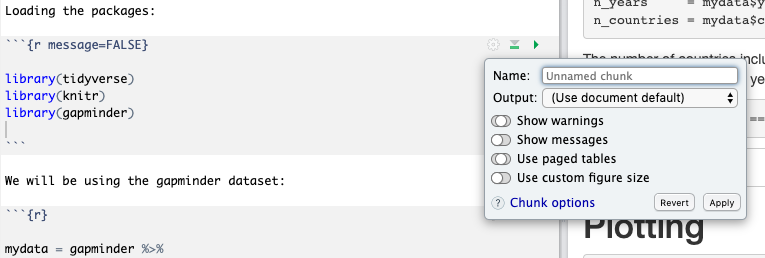 Loading the packages:
```{r message=FALSE}
library(tidyverse)
library(knitr)
library(gapminder)
```
We will be using the gapminder dataset:
```{r}
mydata = gapminder %>%
n_years = mydata$y
n_countries = mydata$c
The number of countries inclu
ye
==
Name: Unnamed chunk
Output: (Use document default)
Show warnings
Show messages
Use paged tables
Use custom figure size
? Chunk options Revert Apply
Plotting